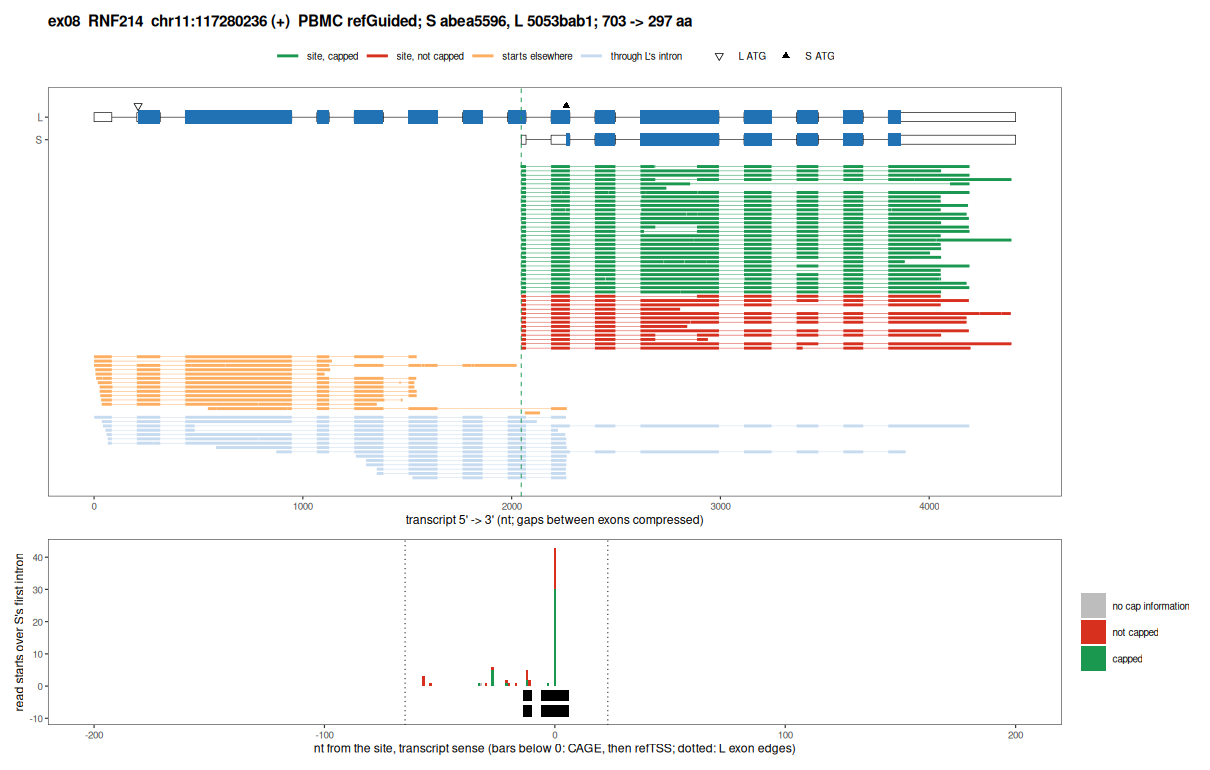 ex08 RNF214 chr11:117280236 (+) PBMC refGuided; S abea5596, L 5053bab1; 703 -> 297 aa
site, capped site, not capped starts elsewhere through L's intron L ATG S ATG
L
S
0 1000 2000 3000 4000
transcript 5' -> 3' (nt; gaps between exons compressed)
read starts over S's first intron
40
30
20
10
0
-10
no cap information
not capped
capped
-200 -100 0 100 200
nt from the site, transcript sense (bars below 0: CAGE, then refTSS; dotted: L exon edges)